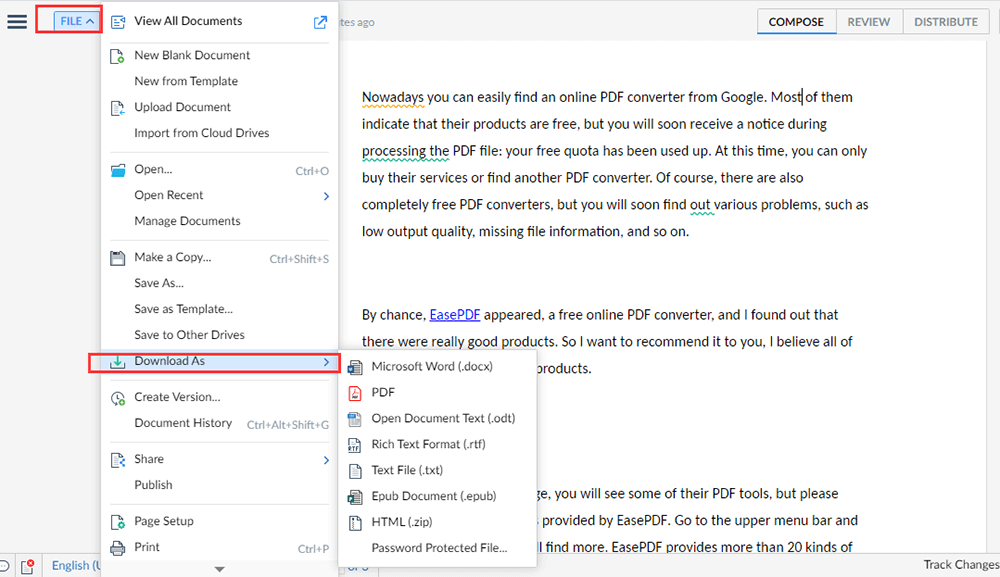 FILE
tes ago
COMPOSE
REVIEW
DISTRIBUTE
View All Documents
New Blank Document
New from Template
Upload Document
Import from Cloud Drives
Open... Ctrl+O
Open Recent
Manage Documents
Make a Copy... Ctrl+Shift+S
Save As...
Save as Template...
Save to Other Drives
Download As
Create Version...
Document History Ctrl+Alt+Shift+G
Share
Publish
Page Setup
Print Ctrl+P
Microsoft Word (.docx)
PDF
Open Document Text (.odt)
Rich Text Format (.rtf)
Text File (.txt)
Epub Document (.epub)
HTML (.zip)
Password Protected File...
Nowadays you can easily find an online PDF converter from Google. Most of them
indicate that their products are free, but you will soon receive a notice during
processing the PDF file: your free quota has been used up. At this time, you can only
buy their services or find another PDF converter. Of course, there are also
completely free PDF converters, but you will soon find out various problems, such as
low output quality, missing file information, and so on.
By chance, EasePDF appeared, a free online PDF converter, and I found out that
there were really good products. So I want to recommend it to you, I believe all of
products.
ge, you will see some of their PDF tools, but please
s provided by EasePDF. Go to the upper menu bar and
ll find more. EasePDF provides more than 20 kinds of
English (U
Track Changes